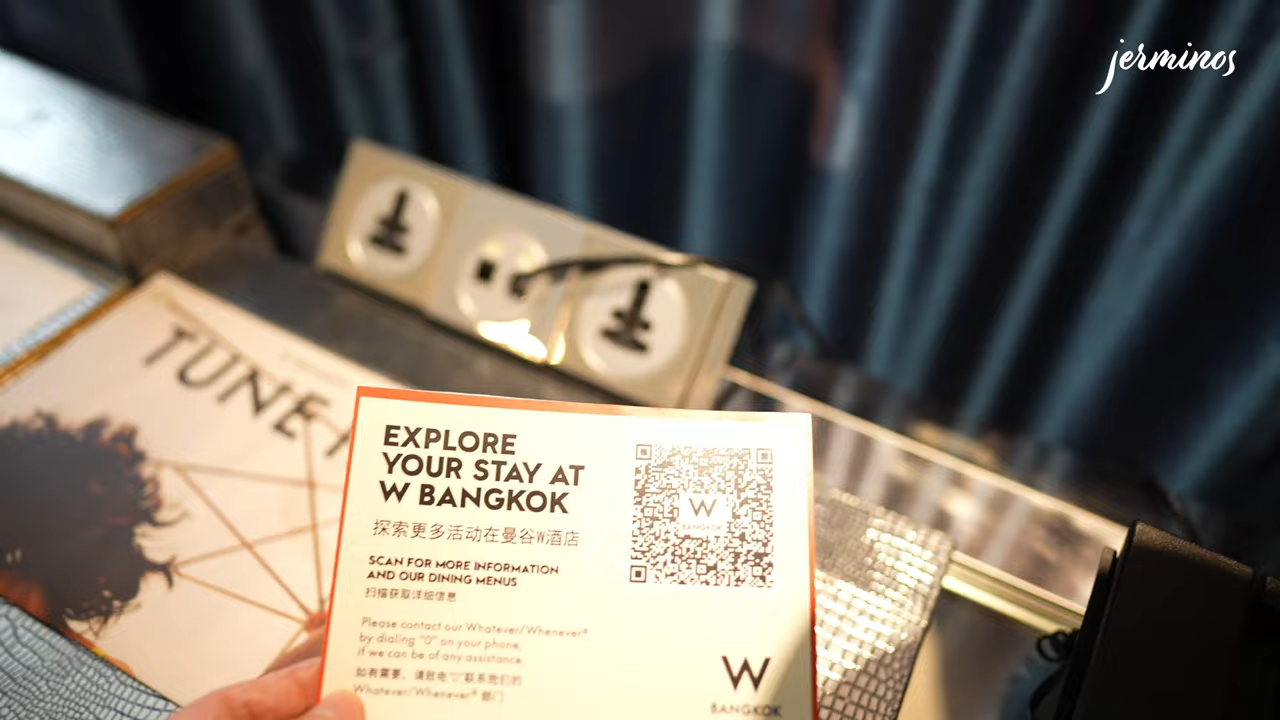 jerminos
TUNE
EXPLORE
YOUR STAY AT
W BANGKOK
探索更多活动在曼谷W酒店
SCAN FOR MORE INFORMATION
AND OUR DINING MENUS
扫描获取详细信息
Please contact our Whatever/Whenever®
by dialing "0" on your phone,
if we can be of any assistance.
如有需要，请致电"0"联系我们的
Whatever/Whenever® 部门
W
BANGKOK
W
BANGKOK